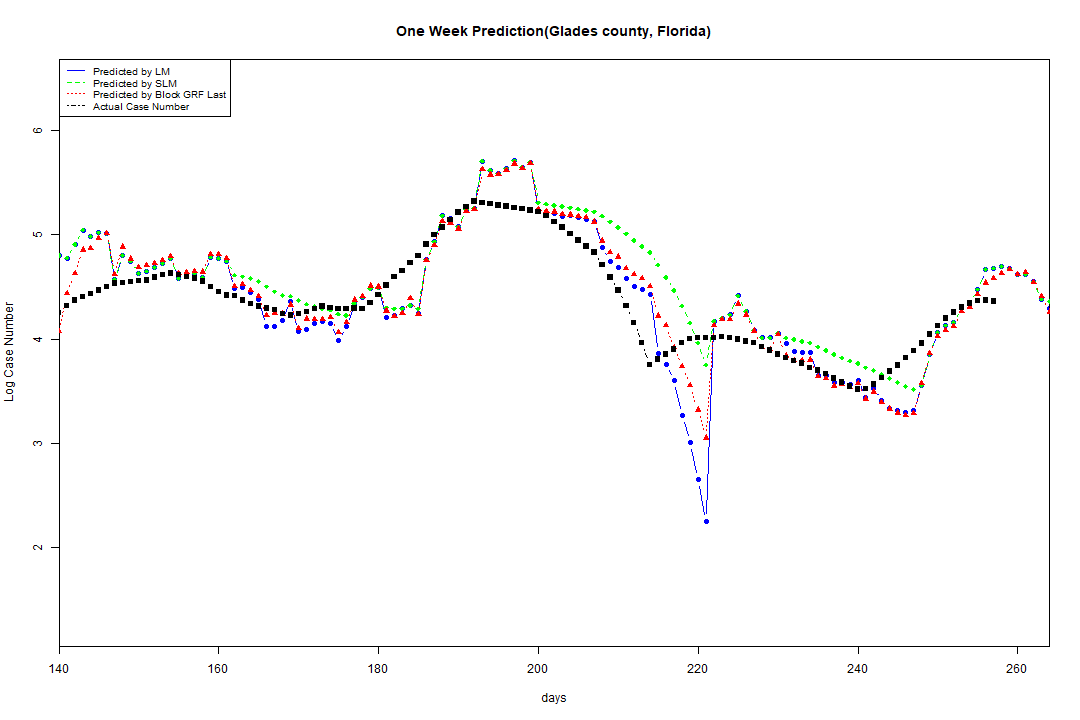 One Week Prediction(Glades county, Florida)
Predicted by LM
Predicted by SLM
Predicted by Block GRF Last
Actual Case Number
6
5
4
3
2
Log Case Number
140 160 180 200 220 240 260
days